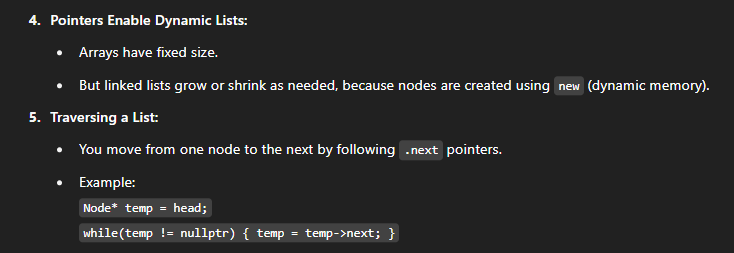 4. Pointers Enable Dynamic Lists:
• Arrays have fixed size.
• But linked lists grow or shrink as needed, because nodes are created using new (dynamic memory).
5. Traversing a List:
• You move from one node to the next by following .next pointers.
• Example:
Node* temp = head;
while(temp != nullptr) { temp = temp->next; }